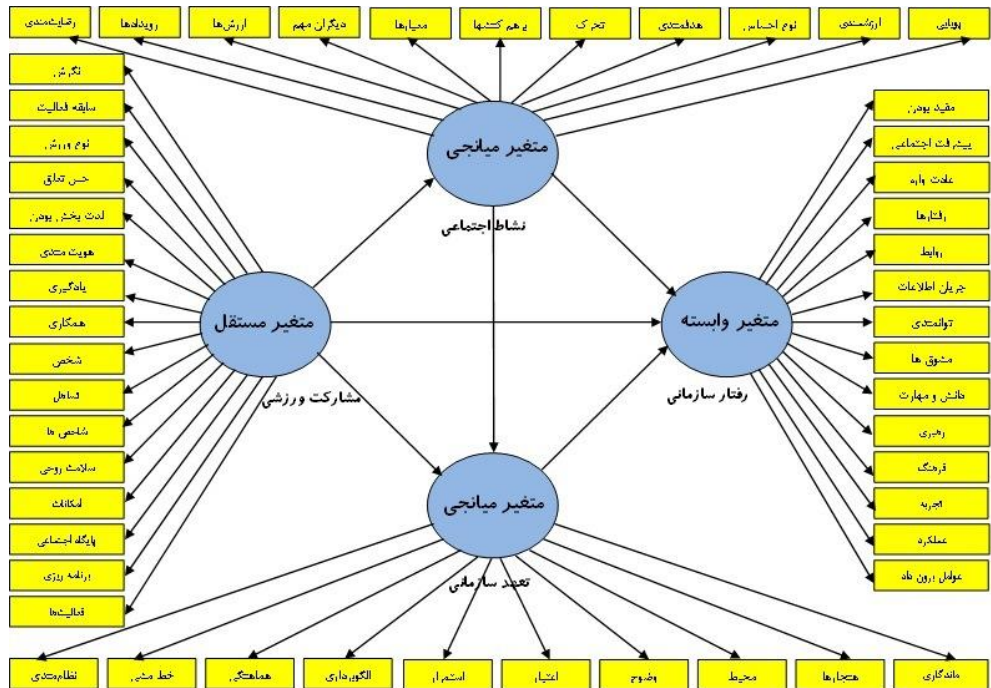 پویایی
ارزشمندی
نوع احساس
هدفمندی
تحرک
برهم کنشها
معیارها
دیگران مهم
ارزش‌ها
رویدادها
رضایت‌مندی
متغیر میانجی
نشاط اجتماعی
مفید بودن
پیشرفت اجتماعی
عادت واره
رفتارها
روابط
جریان اطلاعات
توانمندی
مشوق ها
دانش و مهارت
رهبری
فرهنگ
تجربه
عملکرد
عوامل برون داد
متغیر وابسته
رفتار سازمانی
متغیر مستقل
مشارکت ورزشی
نگرش
سابقه فعالیت
نوع ورزش
حس تعلق
لذت بخش بودن
هویت مندی
یادگیری
همکاری
شخص
تعامل
شاخص ها
سلامت روحی
امکانات
پایگاه اجتماعی
برنامه ریزی
فعالیت‌ها
متغیر میانجی
تعهد سازمانی
ماندگاری
هنجارها
محیط
وضوح
اعتبار
استمرار
الگوبرداری
هماهنگی
خط مشی
نظام‌مندی